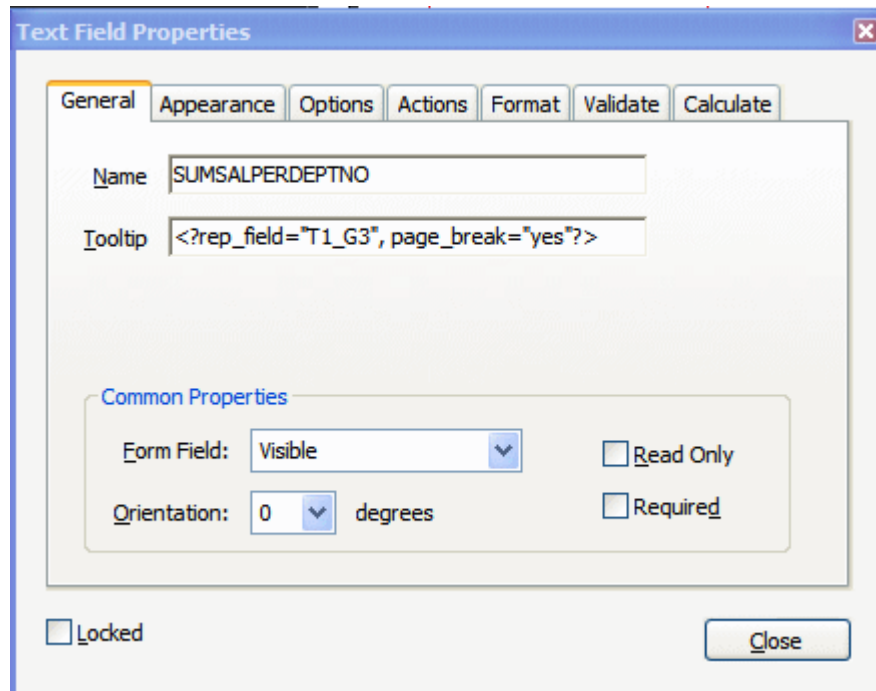 Text Field Properties
General Appearance Options Actions Format Validate Calculate
Name SUMSALPERDEPTNO
Tooltip <?rep_field="T1_G3", page_break="yes"?>
Common Properties
Form Field: Visible Read Only
Orientation: 0 degrees Required
Locked Close